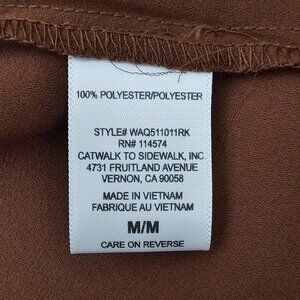 100% POLYESTER/POLYESTER
STYLE# WAQ511011RK
RN# 114574
CATWALK TO SIDEWALK, INC.
4731 FRUITLAND AVENUE
VERNON, CA 90058
MADE IN VIETNAM
FABRIQUE AU VIETNAM
M/M
CARE ON REVERSE